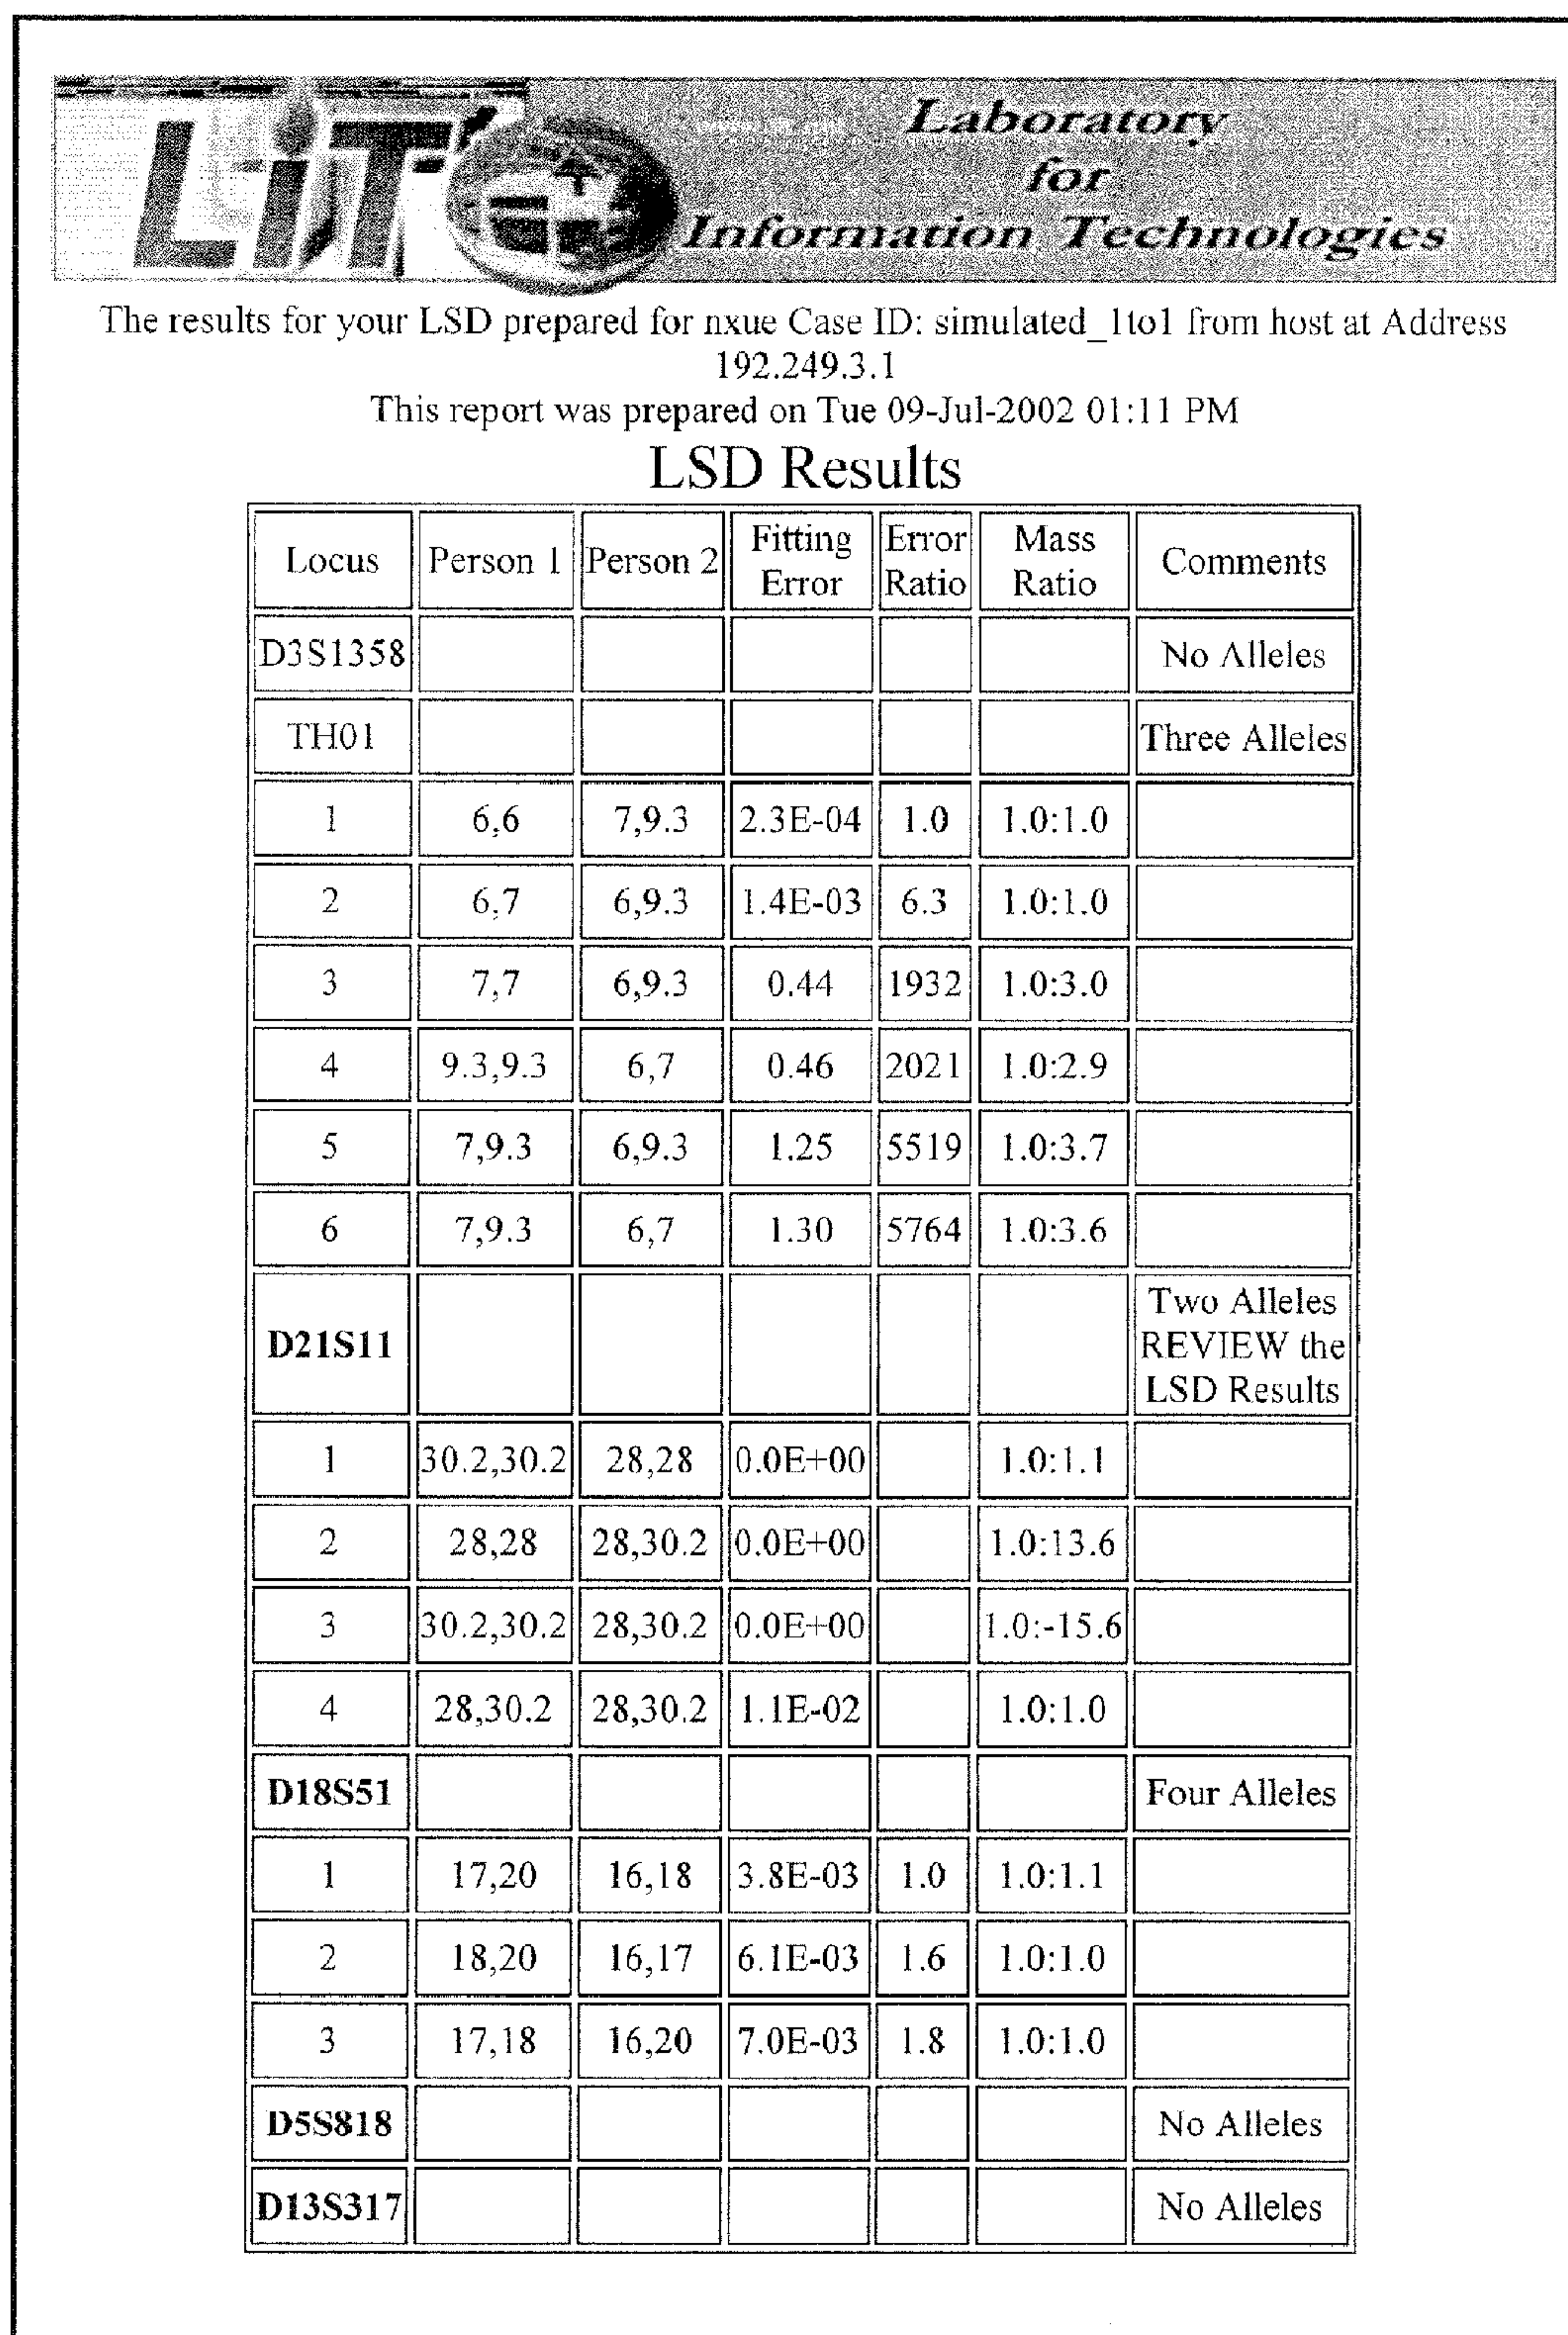 LiT
Laboratory
for
Information Technologies
The results for your LSD prepared for nxue Case ID: simulated_1to1 from host at Address
192.249.3.1
This report was prepared on Tue 09-Jul-2002 01:11 PM
LSD Results
Locus Person 1 Person 2 Fitting Error Error Ratio Mass Ratio Comments
D3S1358 No Alleles
TH01 Three Alleles
1 6,6 7,9.3 2.3E-04 1.0 1.0:1.0
2 6,7 6,9.3 1.4E-03 6.3 1.0:1.0
3 7,7 6,9.3 0.44 1932 1.0:3.0
4 9.3,9.3 6,7 0.46 2021 1.0:2.9
5 7,9.3 6,9.3 1.25 5519 1.0:3.7
6 7,9.3 6,7 1.30 5764 1.0:3.6
D21S11 Two Alleles REVIEW the LSD Results
1 30.2,30.2 28,28 0.0E+00 1.0:1.1
2 28,28 28,30.2 0.0E+00 1.0:13.6
3 30.2,30.2 28,30.2 0.0E+00 1.0:-15.6
4 28,30.2 28,30.2 1.1E-02 1.0:1.0
D18S51 Four Alleles
1 17,20 16,18 3.8E-03 1.0 1.0:1.1
2 18,20 16,17 6.1E-03 1.6 1.0:1.0
3 17,18 16,20 7.0E-03 1.8 1.0:1.0
D5S818 No Alleles
D13S317 No Alleles